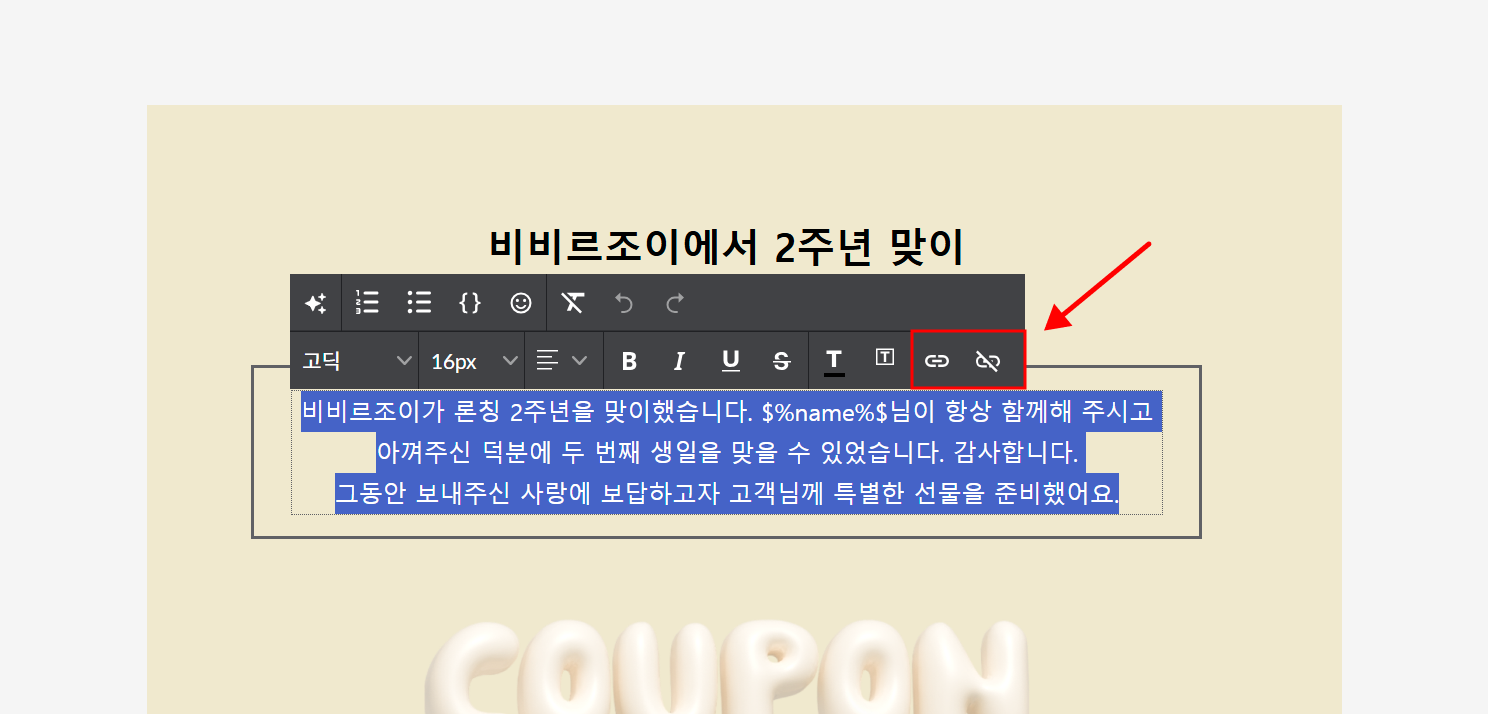 비비르조이에서 2주년 맞이
고딕 16px B I U S T T
비비르조이가 론칭 2주년을 맞이했습니다. $%name%$님이 항상 함께해 주시고
아껴주신 덕분에 두 번째 생일을 맞을 수 있었습니다. 감사합니다.
그동안 보내주신 사랑에 보답하고자 고객님께 특별한 선물을 준비했어요.
COUPON